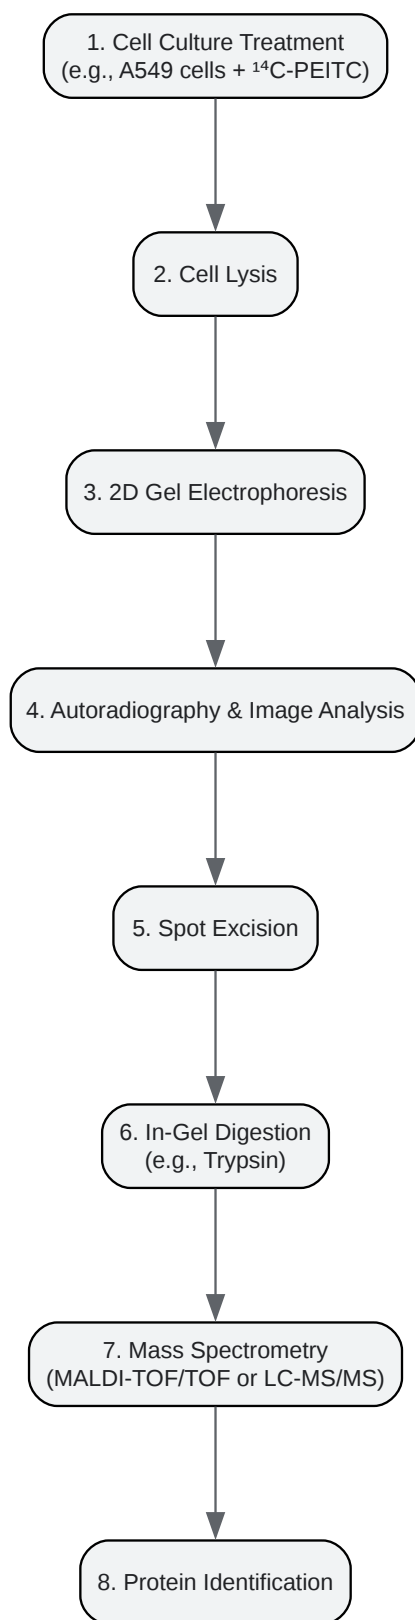 1. Cell Culture Treatment
(e.g., A549 cells + ¹⁴C-PEITC)
2. Cell Lysis
3. 2D Gel Electrophoresis
4. Autoradiography & Image Analysis
5. Spot Excision
6. In-Gel Digestion
(e.g., Trypsin)
7. Mass Spectrometry
(MALDI-TOF/TOF or LC-MS/MS)
8. Protein Identification